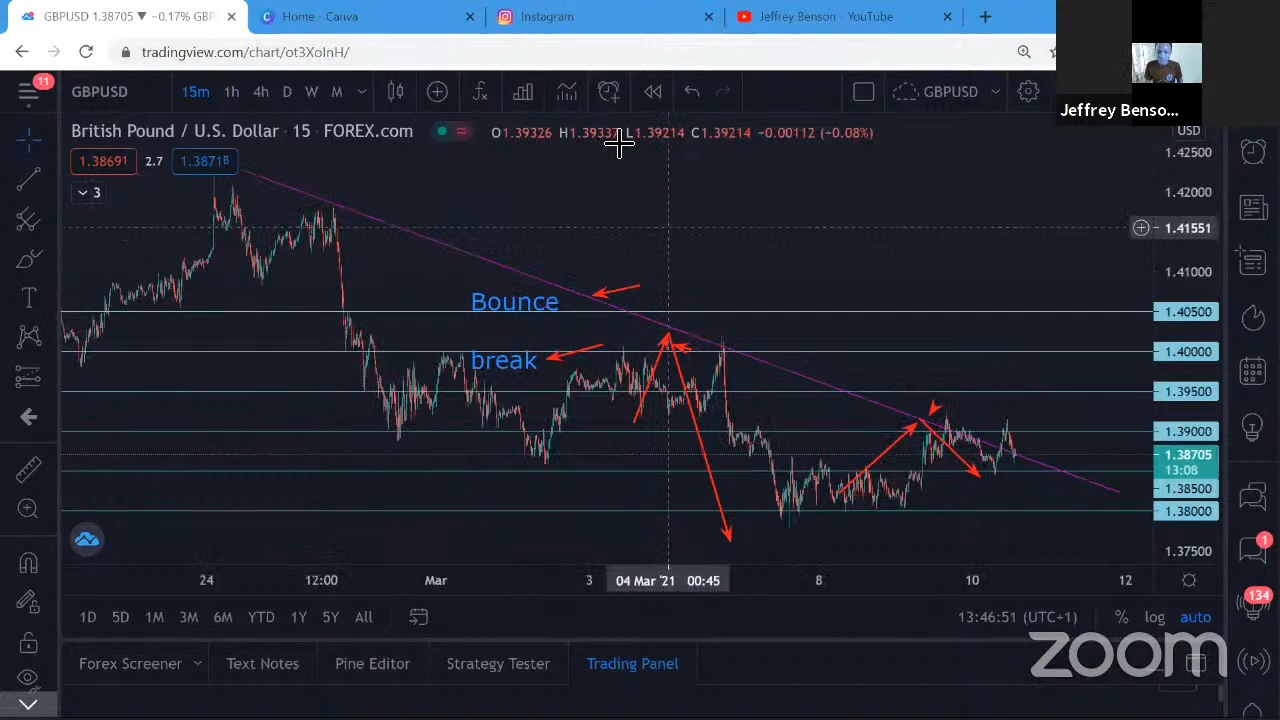 GBPUSD 1.38705 ▼ −0.17% GBP
Home - Canva
Instagram
Jeffrey Benson - YouTube
tradingview.com/chart/ot3XoInH/
Jeffrey Benso...
11
GBPUSD
15m 1h 4h D W M
GBPUSD
British Pound / U.S. Dollar · 15 · FOREX.com
O1.39326 H1.39337 L1.39214 C1.39214 +0.00112 (+0.08%)
USD
1.38691 2.7 1.38718
3
1.42500
1.42000
1.41551
1.41000
Bounce
1.40500
break
1.40000
1.39500
1.39000
1.38705
13:08
1.38500
1.38000
1.37500
24 12:00 Mar 3 04 Mar '21 00:45 8 10 12
1D 5D 1M 3M 6M YTD 1Y 5Y All
13:46:51 (UTC+1) % log auto
1
134
zoom
Forex Screener Text Notes Pine Editor Strategy Tester Trading Panel